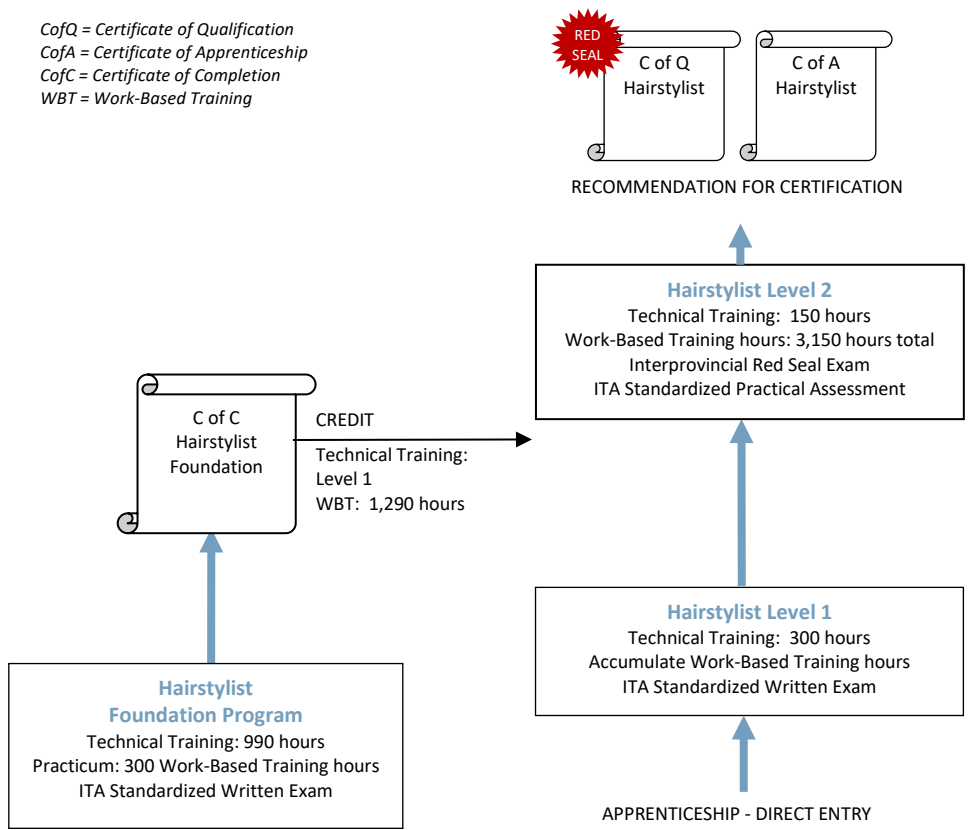 CofQ = Certificate of Qualification
CofA = Certificate of Apprenticeship
CofC = Certificate of Completion
WBT = Work-Based Training
RED
SEAL
C of Q
Hairstylist
C of A
Hairstylist
RECOMMENDATION FOR CERTIFICATION
Hairstylist Level 2
Technical Training: 150 hours
Work-Based Training hours: 3,150 hours total
Interprovincial Red Seal Exam
ITA Standardized Practical Assessment
C of C
Hairstylist
Foundation
CREDIT
Technical Training:
Level 1
WBT: 1,290 hours
Hairstylist Level 1
Technical Training: 300 hours
Accumulate Work-Based Training hours
ITA Standardized Written Exam
Hairstylist
Foundation Program
Technical Training: 990 hours
Practicum: 300 Work-Based Training hours
ITA Standardized Written Exam
APPRENTICESHIP - DIRECT ENTRY